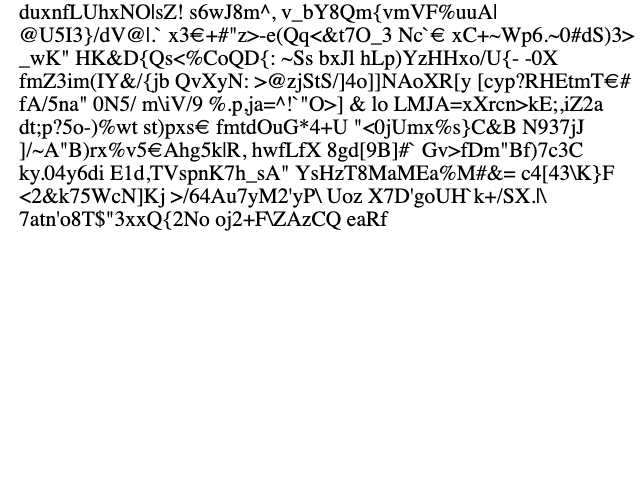 duxnfLUhxNO|sZ! s6wJ8m^, v_bY8Qm{vmVF%uuA|
@U5I3}/dV@|.` x3€+#"z>-e(Qq<&t7O_3 Nc`€ xC+~Wp6.~0#dS)3>
_wK" HK&D{Qs<%CoQD{: ~Ss bxJl hLp)YzHHxo/U{- -0X
fmZ3im(IY&/{jb QvXyN: >@zjStS/]4o]]NAoXR[y [cyp?RHEtmT€#
fA/5na" 0N5/ m\iV/9 %.p,ja=^!`"O>] & lo LMJA=xXrcn>kE;,iZ2a
dt;p?5o-)%wt st)pxs€ fmtdOuG*4+U "<0jUmx%s}C&B N937jJ
]/~A"B)rx%v5€Ahg5k|R, hwfLfX 8gd[9B]#` Gv>fDm"Bf)7c3C
ky.04y6di E1d,TVspnK7h_sA" YsHzT8MaMEa%M#&= c4[43\K}F
<2&k75WcN]Kj >/64Au7yM2'yP\ Uoz X7D'goUH`k+/SX.|\
7atn'o8T$"3xxQ{2No oj2+F\ZAzCQ eaRf